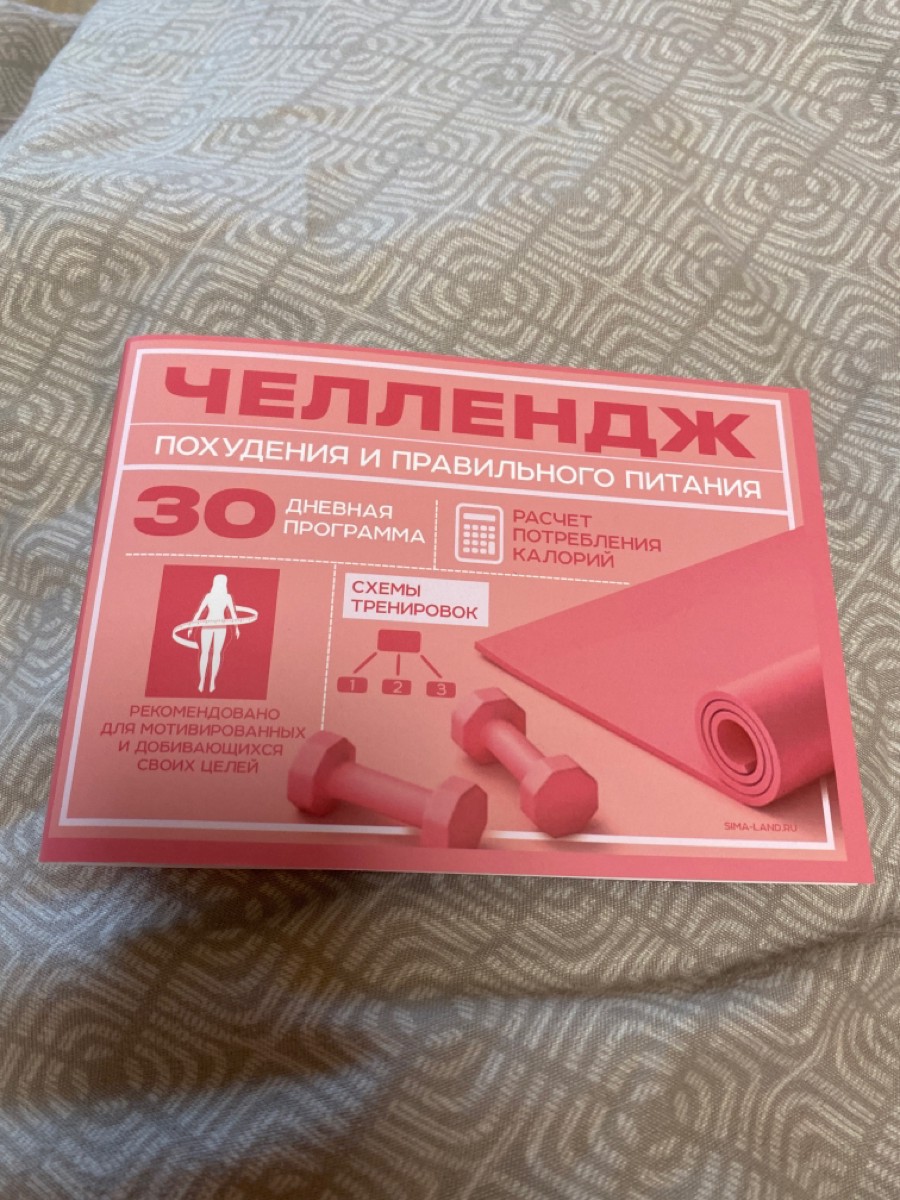 ЧЕЛЛЕНДЖ
ПОХУДЕНИЯ И ПРАВИЛЬНОГО ПИТАНИЯ
30
ДНЕВНАЯ
ПРОГРАММА
РАСЧЕТ
ПОТРЕБЛЕНИЯ
КАЛОРИЙ
СХЕМЫ
ТРЕНИРОВОК
1 2 3
РЕКОМЕНДОВАНО
ДЛЯ МОТИВИРОВАННЫХ
И ДОБИВАЮЩИХСЯ
СВОИХ ЦЕЛЕЙ
SIMA-LAND.RU